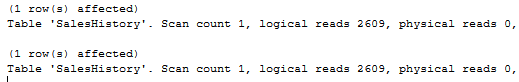 (1 row(s) affected)
Table 'SalesHistory'. Scan count 1, logical reads 2609, physical reads 0,
(1 row(s) affected)
Table 'SalesHistory'. Scan count 1, logical reads 2609, physical reads 0,